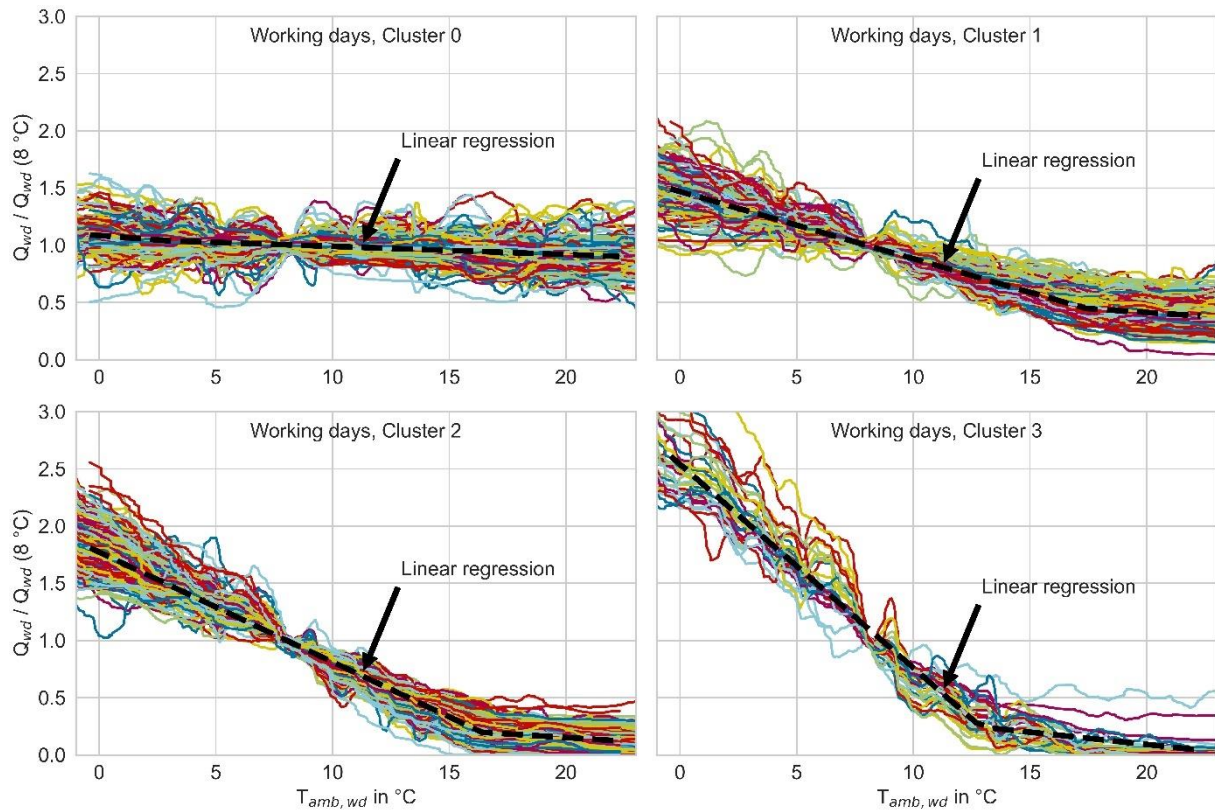 Working days, Cluster 0
Working days, Cluster 1
3.0
2.5
2.0
1.5
1.0
0.5
0.0
Q_wd / Q_wd (8 °C)
Linear regression
Linear regression
0 5 10 15 20
0 5 10 15 20
Working days, Cluster 2
Working days, Cluster 3
3.0
2.5
2.0
1.5
1.0
0.5
0.0
Q_wd / Q_wd (8 °C)
Linear regression
Linear regression
0 5 10 15 20
0 5 10 15 20
T_amb, wd in °C
T_amb, wd in °C